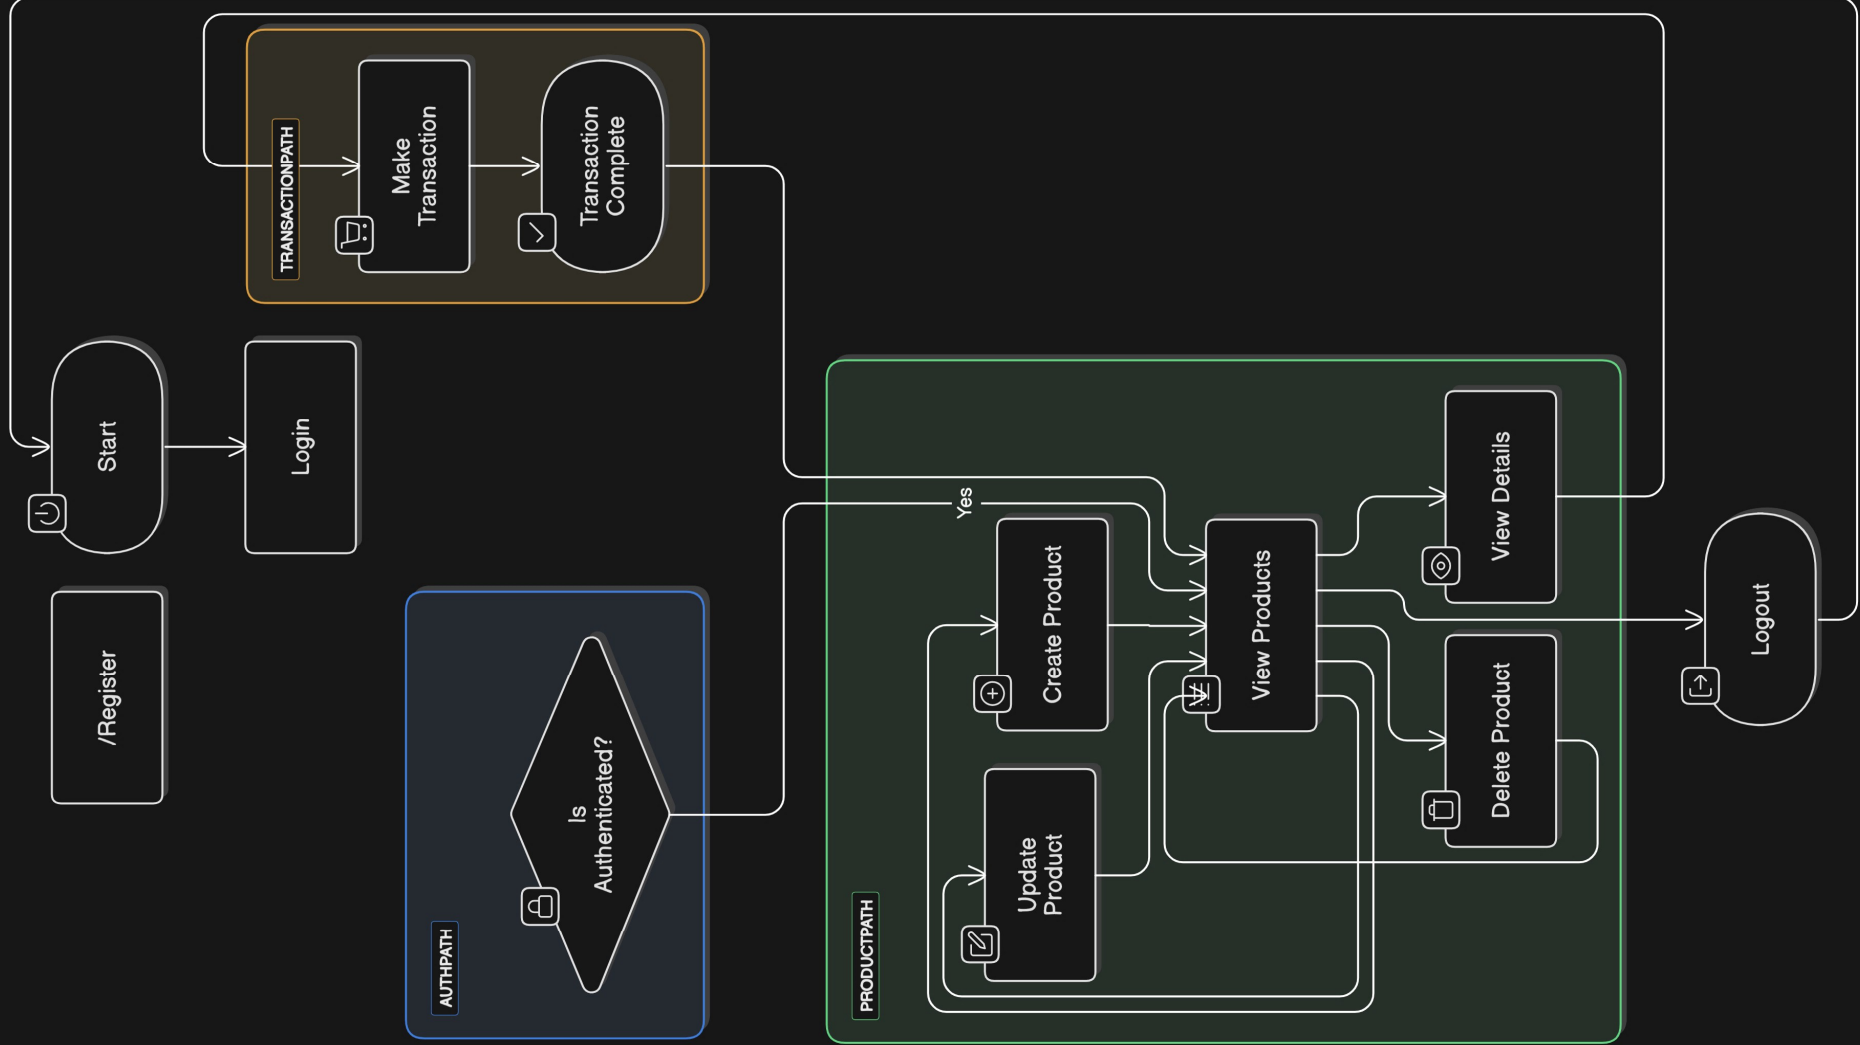 Start
/Register
Login
TRANSACTIONPATH
Make
Transaction
Transaction
Complete
AUTHPATH
Is
Authenticated?
Yes
PRODUCTPATH
Create Product
Update
Product
View Products
View Details
Delete Product
Logout